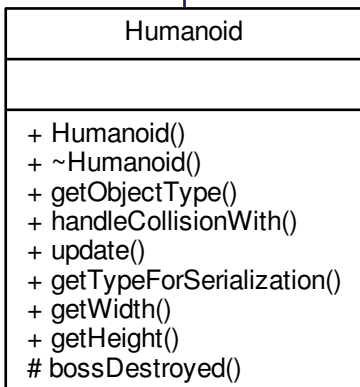 Humanoid
+ Humanoid()
+ ~Humanoid()
+ getObjectType()
+ handleCollisionWith()
+ update()
+ getTypeForSerialization()
+ getWidth()
+ getHeight()
# bossDestroyed()